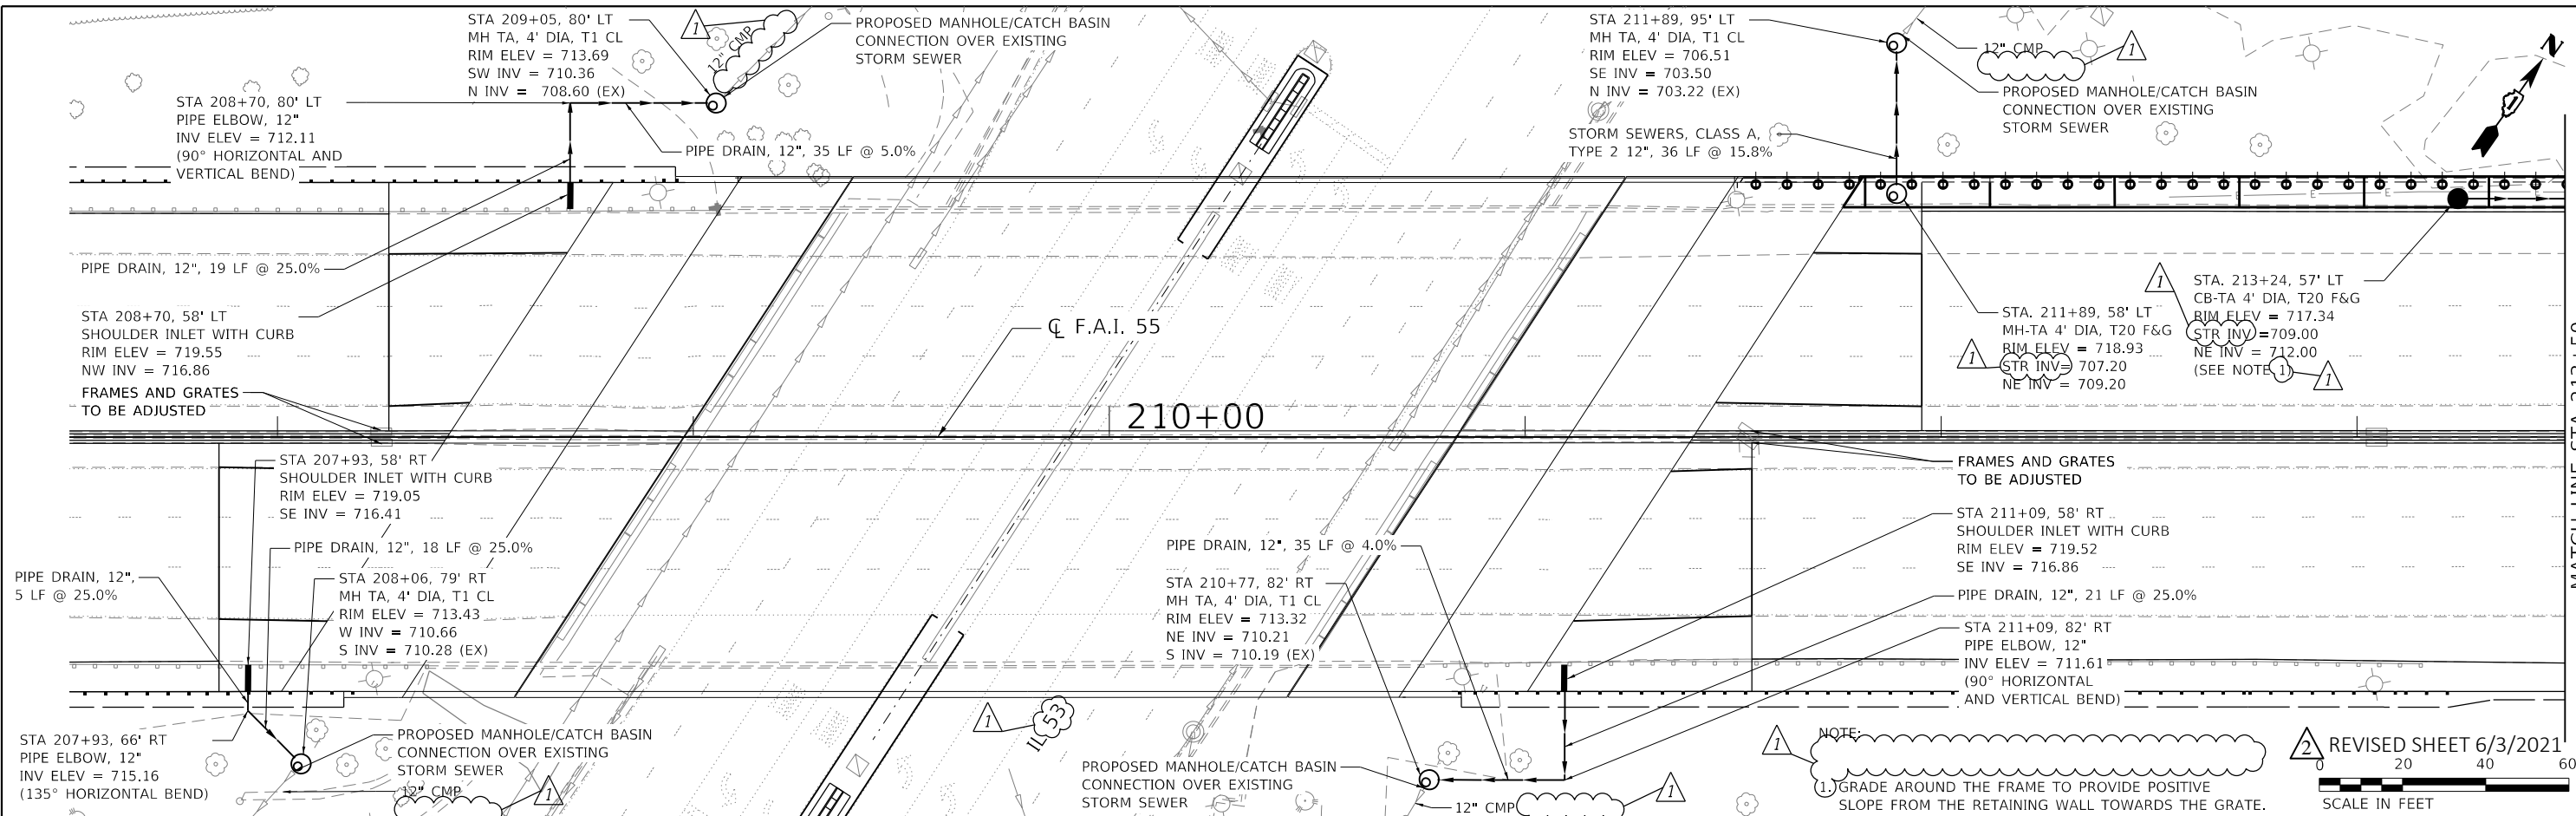 STA 209+05, 80' LT
MH TA, 4' DIA, T1 CL
RIM ELEV = 713.69
SW INV = 710.36
N INV = 708.60 (EX)
1
12" CMP
PROPOSED MANHOLE/CATCH BASIN
CONNECTION OVER EXISTING
STORM SEWER
STA 211+89, 95' LT
MH TA, 4' DIA, T1 CL
RIM ELEV = 706.51
SE INV = 703.50
N INV = 703.22 (EX)
12" CMP
1
PROPOSED MANHOLE/CATCH BASIN
CONNECTION OVER EXISTING
STORM SEWER
N
STA 208+70, 80' LT
PIPE ELBOW, 12"
INV ELEV = 712.11
(90° HORIZONTAL AND
VERTICAL BEND)
PIPE DRAIN, 12", 35 LF @ 5.0%
STORM SEWERS, CLASS A,
TYPE 2 12", 36 LF @ 15.8%
E
E
E
PIPE DRAIN, 12", 19 LF @ 25.0%
STA 208+70, 58' LT
SHOULDER INLET WITH CURB
RIM ELEV = 719.55
NW INV = 716.86
FRAMES AND GRATES
TO BE ADJUSTED
℄ F.A.I. 55
210+00
STA. 211+89, 58' LT
MH-TA 4' DIA, T20 F&G
RIM ELEV = 718.93
STR INV= 707.20
NE INV = 709.20
1
1
STA. 213+24, 57' LT
CB-TA 4' DIA, T20 F&G
RIM ELEV = 717.34
STR INV =709.00
NE INV = 712.00
(SEE NOTE 1)
1
MATCH LINE STA 213+50
STA 207+93, 58' RT
SHOULDER INLET WITH CURB
RIM ELEV = 719.05
SE INV = 716.41
PIPE DRAIN, 12", 18 LF @ 25.0%
PIPE DRAIN, 12",
5 LF @ 25.0%
STA 208+06, 79' RT
MH TA, 4' DIA, T1 CL
RIM ELEV = 713.43
W INV = 710.66
S INV = 710.28 (EX)
STA 207+93, 66' RT
PIPE ELBOW, 12"
INV ELEV = 715.16
(135° HORIZONTAL BEND)
PROPOSED MANHOLE/CATCH BASIN
CONNECTION OVER EXISTING
STORM SEWER
12" CMP
1
1
IL 53
PIPE DRAIN, 12", 35 LF @ 4.0%
STA 210+77, 82' RT
MH TA, 4' DIA, T1 CL
RIM ELEV = 713.32
NE INV = 710.21
S INV = 710.19 (EX)
PROPOSED MANHOLE/CATCH BASIN
CONNECTION OVER EXISTING
STORM SEWER
12" CMP
1
FRAMES AND GRATES
TO BE ADJUSTED
STA 211+09, 58' RT
SHOULDER INLET WITH CURB
RIM ELEV = 719.52
SE INV = 716.86
PIPE DRAIN, 12", 21 LF @ 25.0%
STA 211+09, 82' RT
PIPE ELBOW, 12"
INV ELEV = 711.61
(90° HORIZONTAL
AND VERTICAL BEND)
1
NOTE:
1. GRADE AROUND THE FRAME TO PROVIDE POSITIVE
SLOPE FROM THE RETAINING WALL TOWARDS THE GRATE.
2 REVISED SHEET 6/3/2021
0 20 40 60
SCALE IN FEET